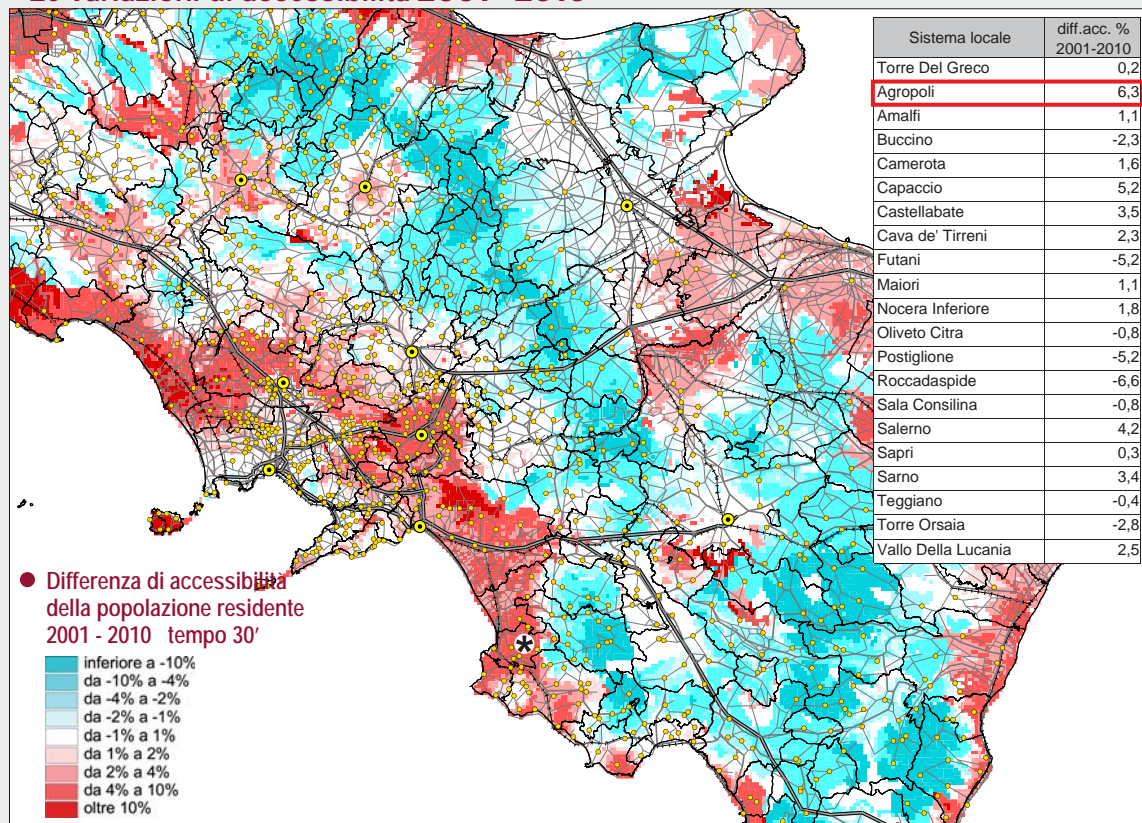 Sistema locale diff.acc. % 2001-2010
Torre Del Greco 0,2
Agropoli 6,3
Amalfi 1,1
Buccino -2,3
Camerota 1,6
Capaccio 5,2
Castellabate 3,5
Cava de' Tirreni 2,3
Futani -5,2
Maiori 1,1
Nocera Inferiore 1,8
Oliveto Citra -0,8
Postiglione -5,2
Roccadaspide -6,6
Sala Consilina -0,8
Salerno 4,2
Sapri 0,3
Sarno 3,4
Teggiano -0,4
Torre Orsaia -2,8
Vallo Della Lucania 2,5
Differenza di accessibilità
della popolazione residente
2001 - 2010 tempo 30'
inferiore a -10%
da -10% a -4%
da -4% a -2%
da -2% a -1%
da -1% a 1%
da 1% a 2%
da 2% a 4%
da 4% a 10%
oltre 10%
*